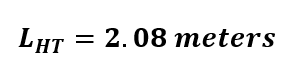 L_HT = 2.08 meters